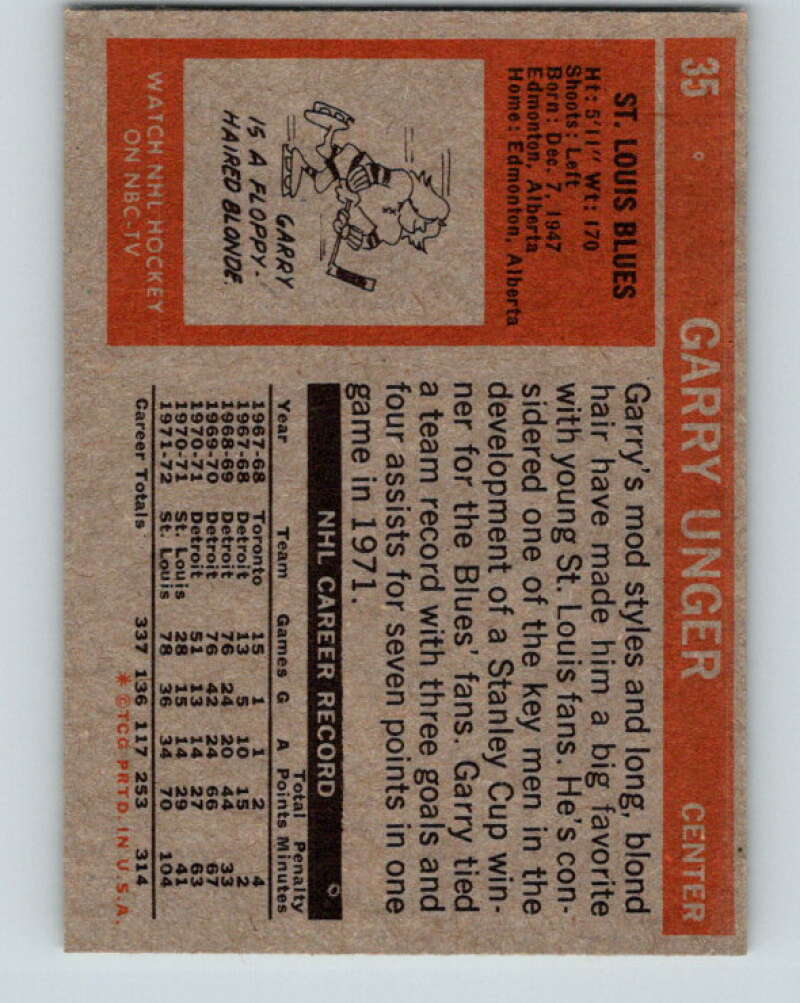 35 GARRY UNGER CENTER
ST. LOUIS BLUES
Ht: 5'11" Wt: 170
Shoots: Left
Born: Dec. 7, 1947
Edmonton, Alberta
Home: Edmonton, Alberta
GARRY
IS A FLOPPY-
HAIRED BLONDE.
WATCH NHL HOCKEY
ON NBC-TV
Garry's mod styles and long, blond
hair have made him a big favorite
with young St. Louis fans. He's con-
sidered one of the key men in the
development of a Stanley Cup win-
ner for the Blues' fans. Garry tied
a team record with three goals and
four assists for seven points in one
game in 1971.
NHL CAREER RECORD
Total Penalty
Year Team Games G A Points Minutes
1967-68 Toronto 15 1 1 2 4
1967-68 Detroit 13 5 10 15 2
1968-69 Detroit 76 24 20 44 33
1969-70 Detroit 76 42 24 66 67
1970-71 Detroit 51 13 14 27 63
1970-71 St. Louis 28 15 14 29 41
1971-72 St. Louis 78 36 34 70 104
Career Totals 337 136 117 253 314
* ©TCG PRTD. IN U.S.A.